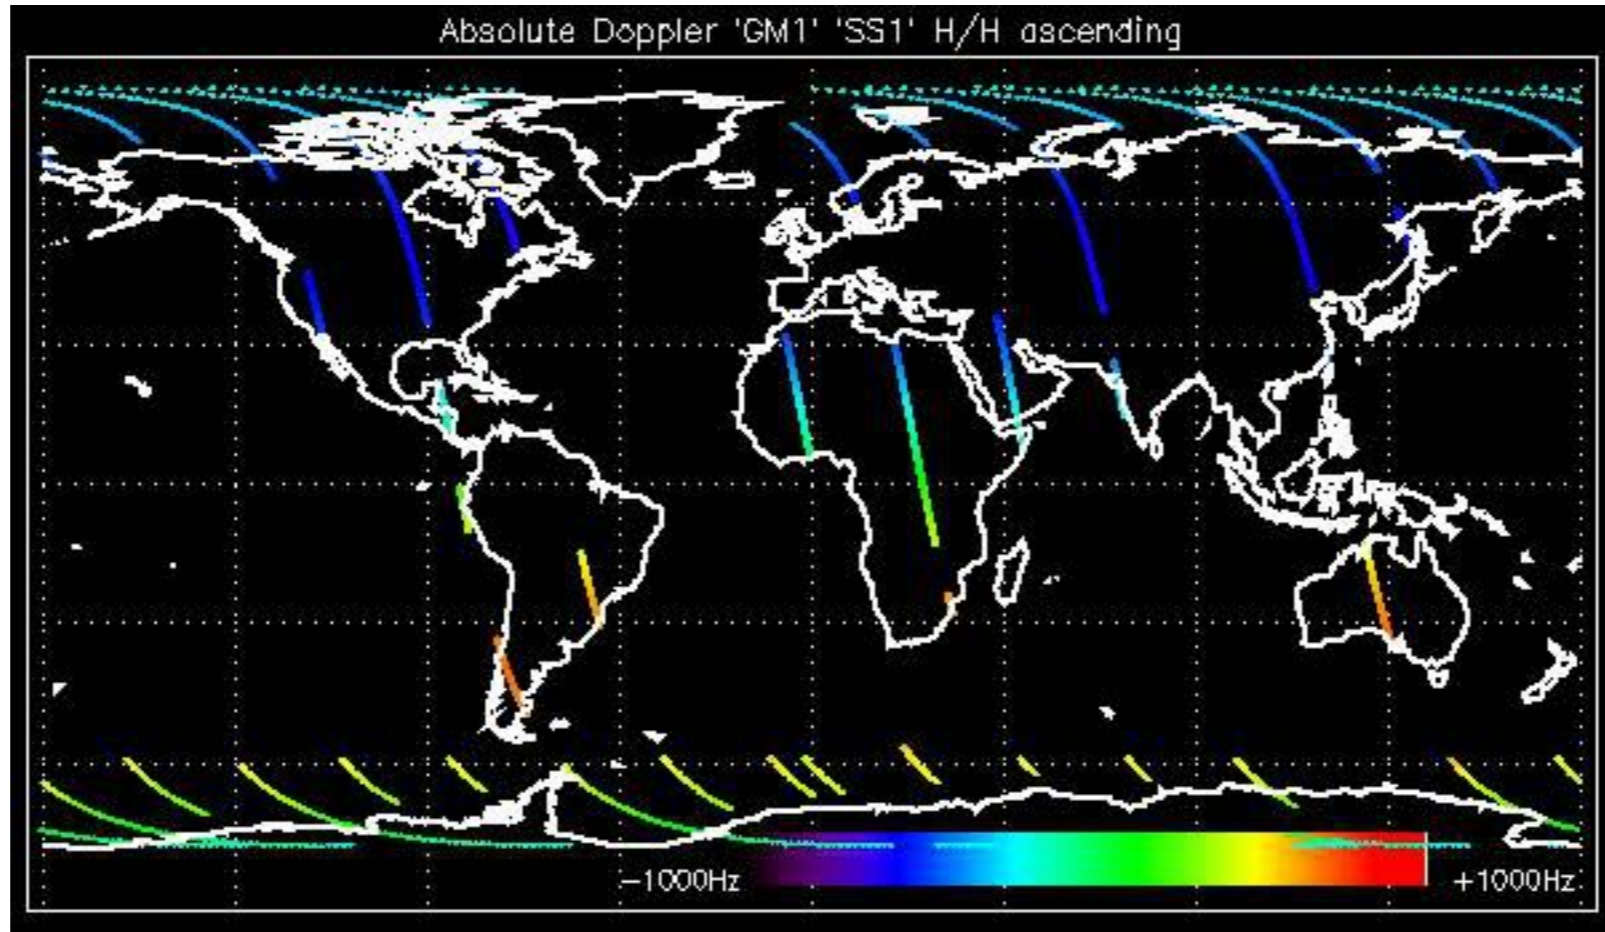 Absolute Doppler 'GM1' 'SS1' H/H ascending
−1000Hz
+1000Hz